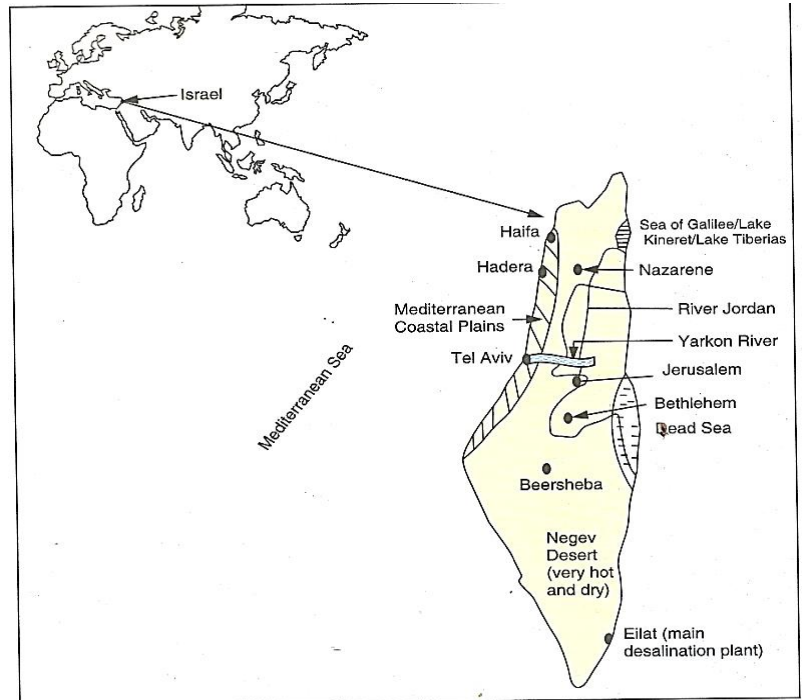 Israel
Haifa
Sea of Galilee/Lake
Kineret/Lake Tiberias
Hadera
Nazarene
Mediterranean
Coastal Plains
River Jordan
Yarkon River
Tel Aviv
Jerusalem
Mediterranean Sea
Bethlehem
Dead Sea
Beersheba
Negev
Desert
(very hot
and dry)
Eilat (main
desalination plant)